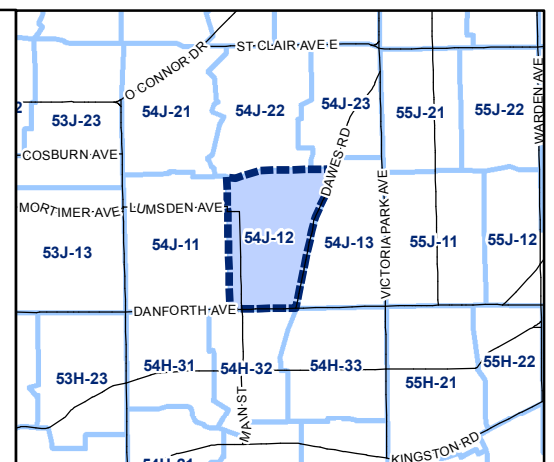 ST CLAIR AVE E
O CONNOR DR
WARDEN AVE
2
53J-23
54J-21
54J-22
54J-23
55J-21
55J-22
COSBURN AVE
DAWES RD
MORTIMER AVE
LUMSDEN AVE
VICTORIA PARK AVE
53J-13
54J-11
54J-12
54J-13
55J-11
55J-12
DANFORTH AVE
53H-23
54H-31
54H-32
54H-33
55H-21
55H-22
MAIN ST
KINGSTON RD